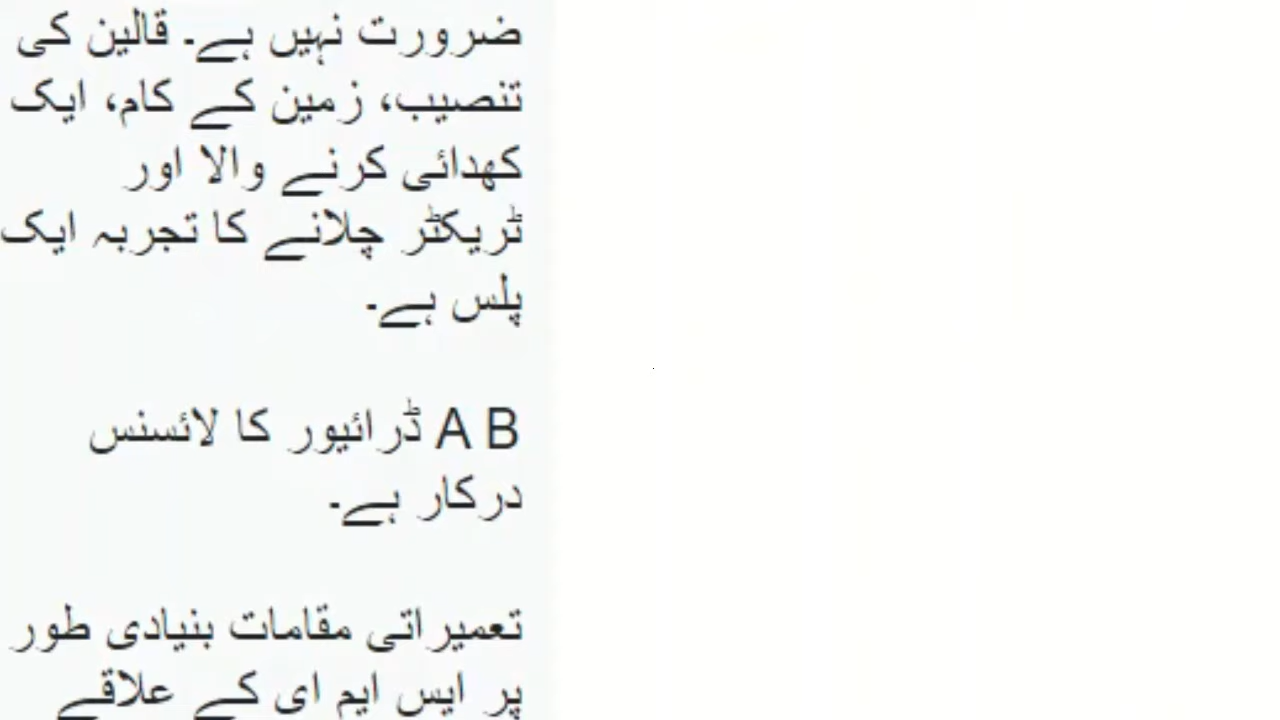 ضرورت نہیں ہے۔ قالین کی
تنصیب، زمین کے کام، ایک
کھدائی کرنے والا اور
ٹریکٹر چلانے کا تجربہ ایک
پلس ہے۔
A B ڈرائیور کا لائسنس
درکار ہے۔
تعمیراتی مقامات بنیادی طور
پر ایس ایم ای کے علاقے